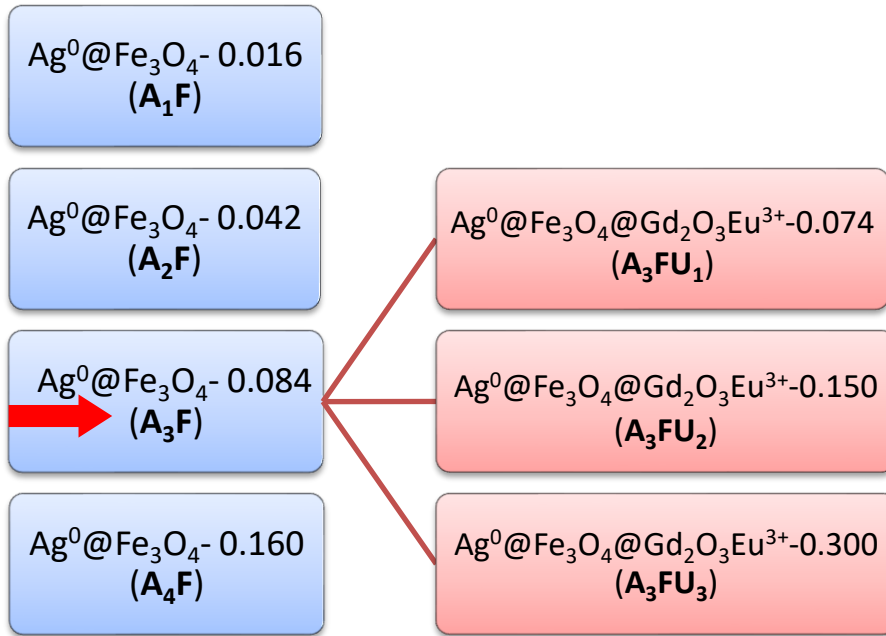 Ag⁰@Fe₃O₄- 0.016
(A₁F)
Ag⁰@Fe₃O₄- 0.042
(A₂F)
Ag⁰@Fe₃O₄- 0.084
(A₃F)
Ag⁰@Fe₃O₄- 0.160
(A₄F)
Ag⁰@Fe₃O₄@Gd₂O₃Eu³⁺-0.074
(A₃FU₁)
Ag⁰@Fe₃O₄@Gd₂O₃Eu³⁺-0.150
(A₃FU₂)
Ag⁰@Fe₃O₄@Gd₂O₃Eu³⁺-0.300
(A₃FU₃)